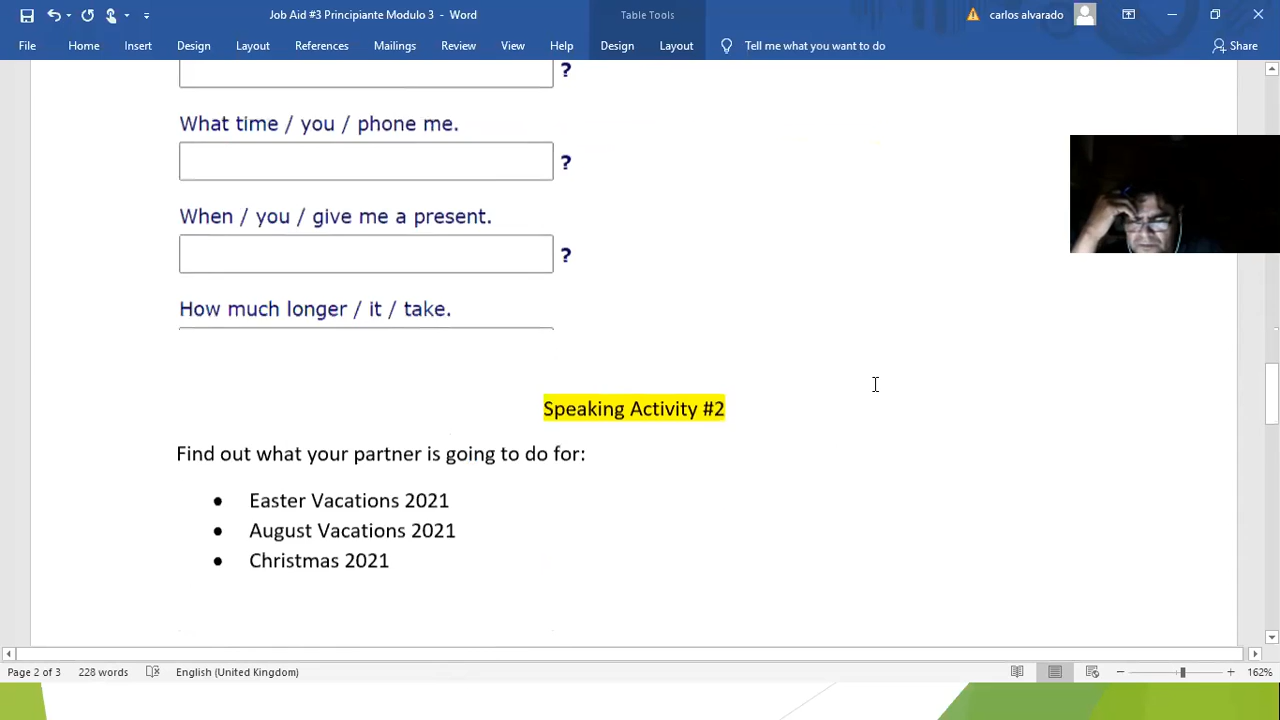 Job Aid #3 Principiante Modulo 3 - Word
Table Tools
carlos alvarado
File Home Insert Design Layout References Mailings Review View Help Design Layout Tell me what you want to do Share
?
What time / you / phone me.
?
When / you / give me a present.
?
How much longer / it / take.
Speaking Activity #2
Find out what your partner is going to do for:
• Easter Vacations 2021
• August Vacations 2021
• Christmas 2021
Page 2 of 3 228 words English (United Kingdom) 162%